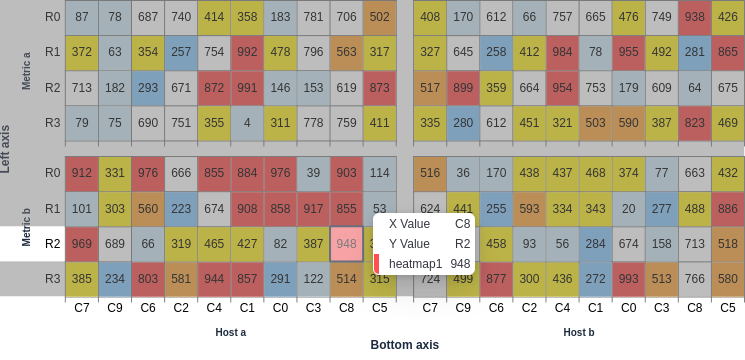 R0 87 78 687 740 414 358 183 781 706 502 408 170 612 66 757 665 476 749 938 426
R1 372 63 354 257 754 992 478 796 563 317 327 645 258 412 984 78 955 492 281 865
R2 713 182 293 671 872 991 146 153 619 873 517 899 359 664 954 753 179 609 64 675
R3 79 75 690 751 355 4 311 778 759 411 335 280 612 451 321 503 590 387 823 469
Metric a
Left axis
R0 912 331 976 666 855 884 976 39 903 114 516 36 170 438 437 468 374 77 663 432
R1 101 303 560 223 674 908 858 917 855 53 624 441 255 593 334 343 20 277 488 886
R2 969 689 66 319 465 427 82 387 948 458 93 56 284 674 158 713 518
R3 385 234 803 581 944 857 291 122 514 315 724 499 877 300 436 272 993 513 766 580
Metric b
X Value C8
Y Value R2
heatmap1 948
C7 C9 C6 C2 C4 C1 C0 C3 C8 C5 C7 C9 C6 C2 C4 C1 C0 C3 C8 C5
Host a Host b
Bottom axis